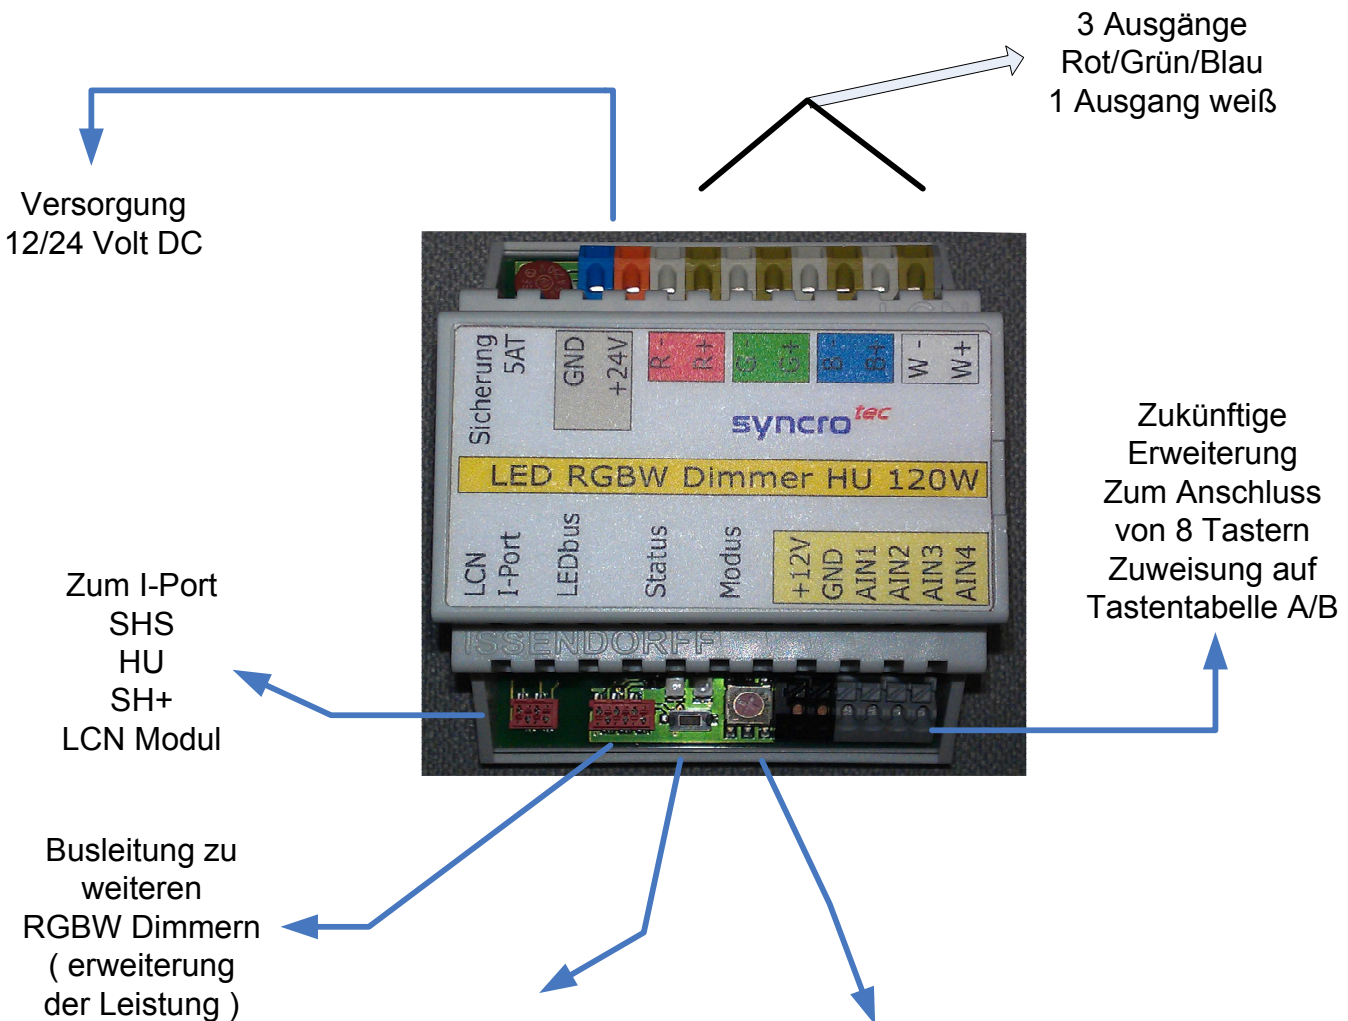 3 Ausgänge
Rot/Grün/Blau
1 Ausgang weiß
Versorgung
12/24 Volt DC
Sicherung
5AT
GND
+24V
R -
R+
G -
G+
B -
B+
W -
W+
syncro tec
LED RGBW Dimmer HU 120W
LCN
I-Port
LEDbus
Status
Modus
+12V
GND
AIN1
AIN2
AIN3
AIN4
LCN
ISSENDORFF
Zukünftige
Erweiterung
Zum Anschluss
von 8 Tastern
Zuweisung auf
Tastentabelle A/B
Zum I-Port
SHS
HU
SH+
LCN Modul
Busleitung zu
weiteren
RGBW Dimmern
( erweiterung
der Leistung )